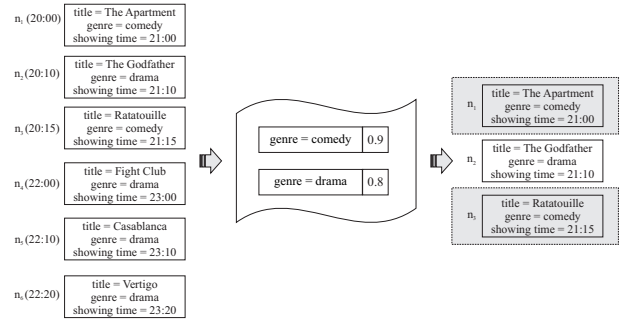 n₁ (20:00)
title = The Apartment
genre = comedy
showing time = 21:00
n₂ (20:10)
title = The Godfather
genre = drama
showing time = 21:10
n₃ (20:15)
title = Ratatouille
genre = comedy
showing time = 21:15
n₄ (22:00)
title = Fight Club
genre = drama
showing time = 23:00
n₅ (22:10)
title = Casablanca
genre = drama
showing time = 23:10
n₆ (22:20)
title = Vertigo
genre = drama
showing time = 23:20
genre = comedy 0.9
genre = drama 0.8
n₁
title = The Apartment
genre = comedy
showing time = 21:00
n₂
title = The Godfather
genre = drama
showing time = 21:10
n₃
title = Ratatouille
genre = comedy
showing time = 21:15